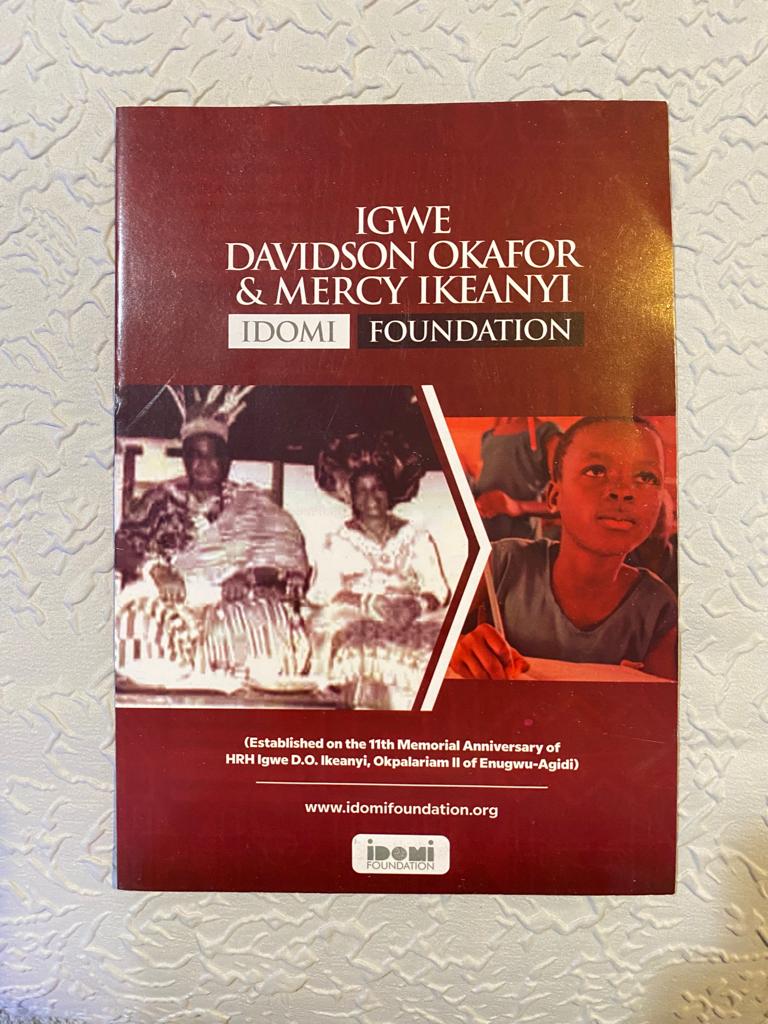 IGWE
DAVIDSON OKAFOR
& MERCY IKEANYI
IDOMI FOUNDATION
(Established on the 11th Memorial Anniversary of
HRH Igwe D.O. Ikeanyi, Okpalariam II of Enugwu-Agidi)
www.idomifoundation.org
iDOMi
FOUNDATION